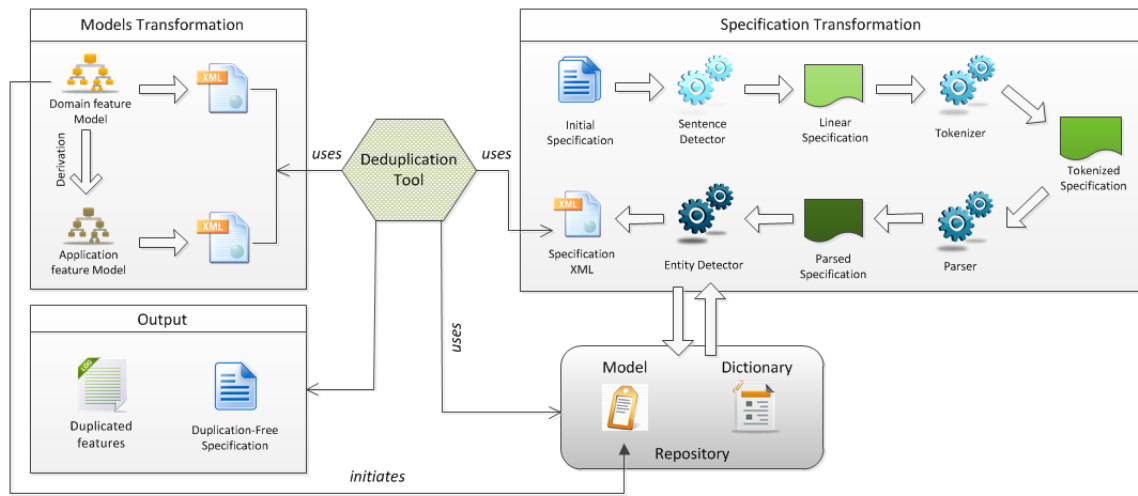 Models Transformation
XML
Domain feature
Model
Derivation
XML
Application
feature Model
Output
LOG
Duplicated
features
Duplication-Free
Specification
uses
Deduplication
Tool
uses
uses
initiates
Specification Transformation
Initial
Specification
Sentence
Detector
Linear
Specification
Tokenizer
Tokenized
Specification
XML
Specification
XML
Entity Detector
Parsed
Specification
Parser
Model
Dictionary
Repository